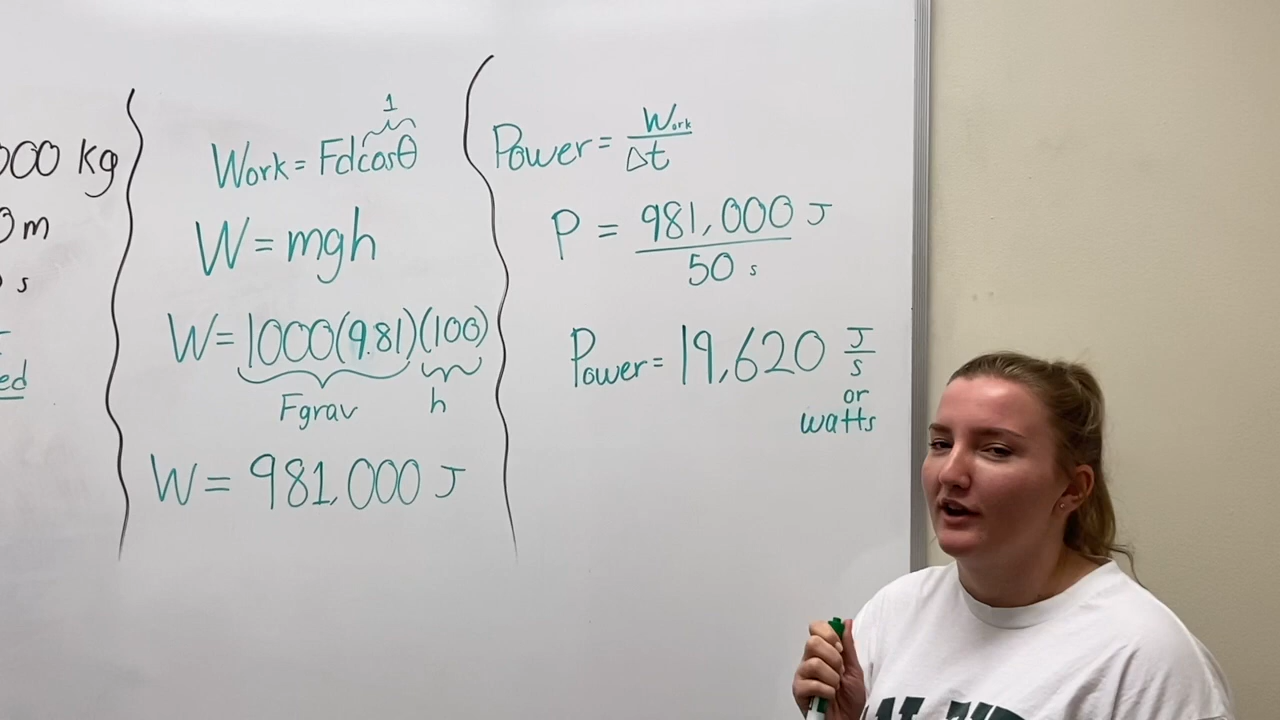 000 kg
0m
s
ed
1
Work = Fdcosθ
W = mgh
W = 1000(9.81)(100)
Fgrav h
W = 981,000 J
Power = Work / Δt
P = 981,000 J / 50 s
Power = 19,620 J / s
or
watts